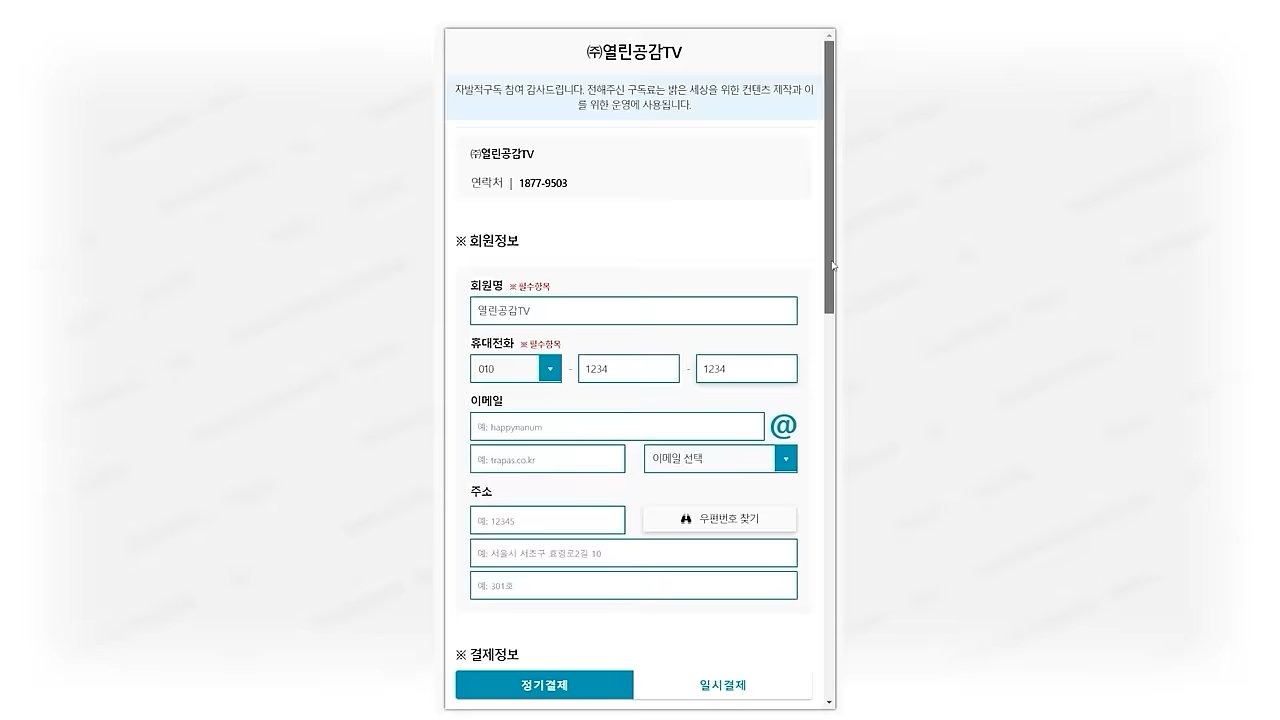 ㈜열린공감TV
자발적구독 참여 감사드립니다. 전해주신 구독료는 밝은 세상을 위한 컨텐츠 제작과 이
를 위한 운영에 사용됩니다.
㈜열린공감TV
연락처 | 1877-9503
※ 회원정보
회원명 ※ 필수항목
열린공감TV
휴대전화 ※ 필수항목
010 - 1234 - 1234
이메일
예: happynanum @
예: trapas.co.kr 이메일 선택
주소
예: 12345 우편번호 찾기
예: 서울시 서초구 효령로2길 10
예: 301호
※ 결제정보
정기결제 일시결제